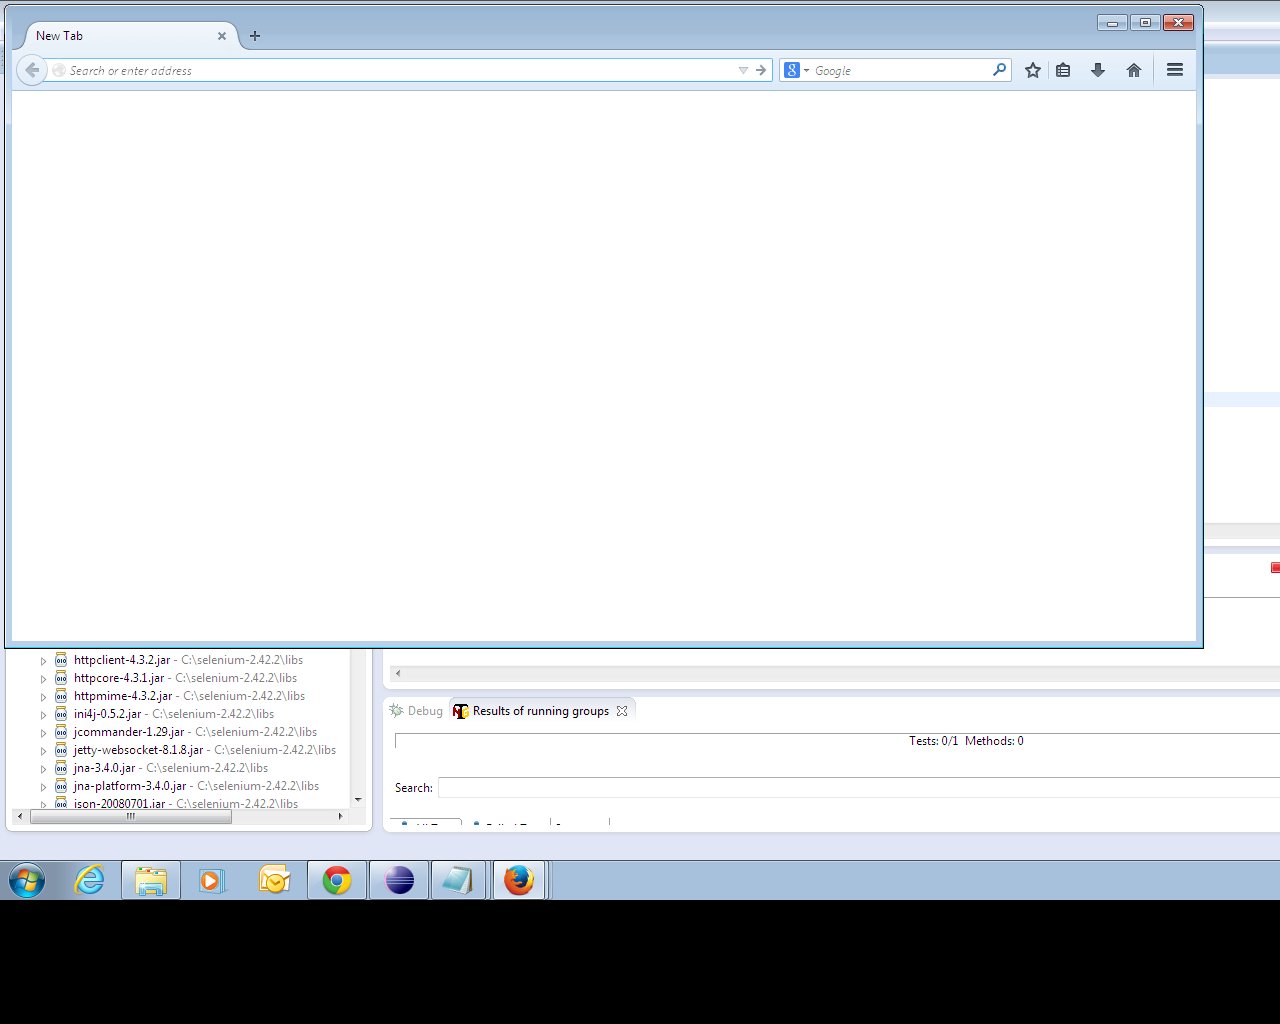 New Tab
Search or enter address
Google
httpclient-4.3.2.jar - C:\selenium-2.42.2\libs
httpcore-4.3.1.jar - C:\selenium-2.42.2\libs
httpmime-4.3.2.jar - C:\selenium-2.42.2\libs
ini4j-0.5.2.jar - C:\selenium-2.42.2\libs
jcommander-1.29.jar - C:\selenium-2.42.2\libs
jetty-websocket-8.1.8.jar - C:\selenium-2.42.2\libs
jna-3.4.0.jar - C:\selenium-2.42.2\libs
jna-platform-3.4.0.jar - C:\selenium-2.42.2\libs
json-20080701.jar - C:\selenium-2.42.2\libs
Debug
Results of running groups
Tests: 0/1 Methods: 0
Search: